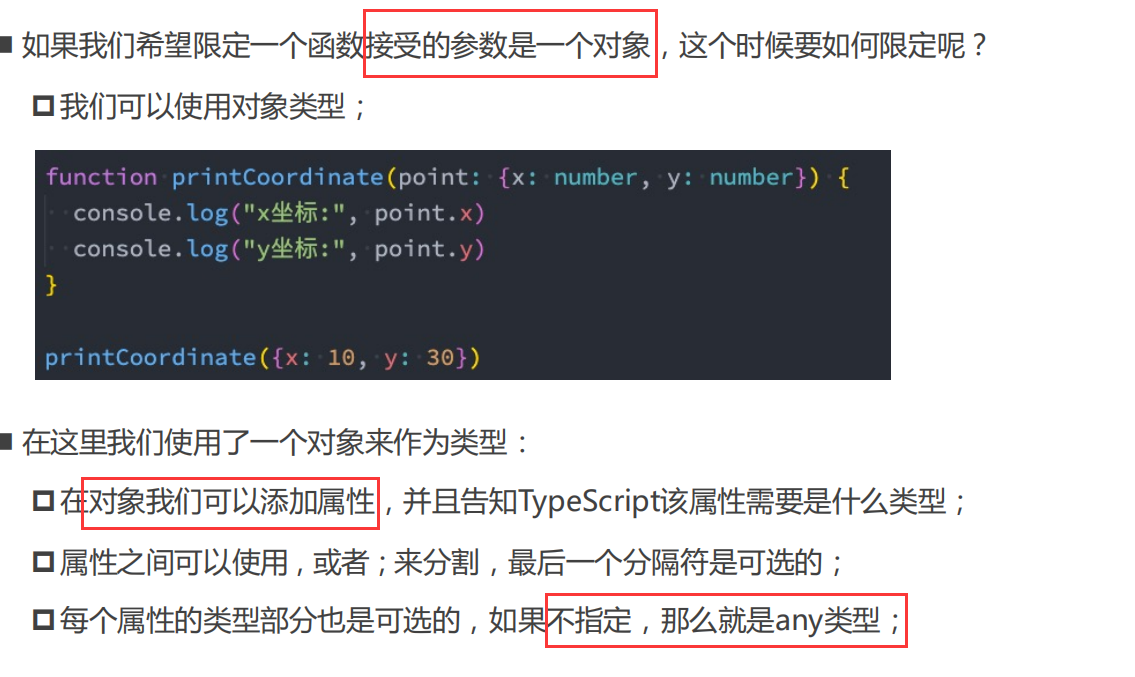 如果我们希望限定一个函数接受的参数是一个对象，这个时候要如何限定呢？
我们可以使用对象类型；
function printCoordinate(point: {x: number, y: number}) {
  console.log("x坐标:", point.x)
  console.log("y坐标:", point.y)
}
printCoordinate({x: 10, y: 30})
在这里我们使用了一个对象来作为类型：
在对象我们可以添加属性，并且告知TypeScript该属性需要是什么类型；
属性之间可以使用 , 或者 ; 来分割，最后一个分隔符是可选的；
每个属性的类型部分也是可选的，如果不指定，那么就是any类型；